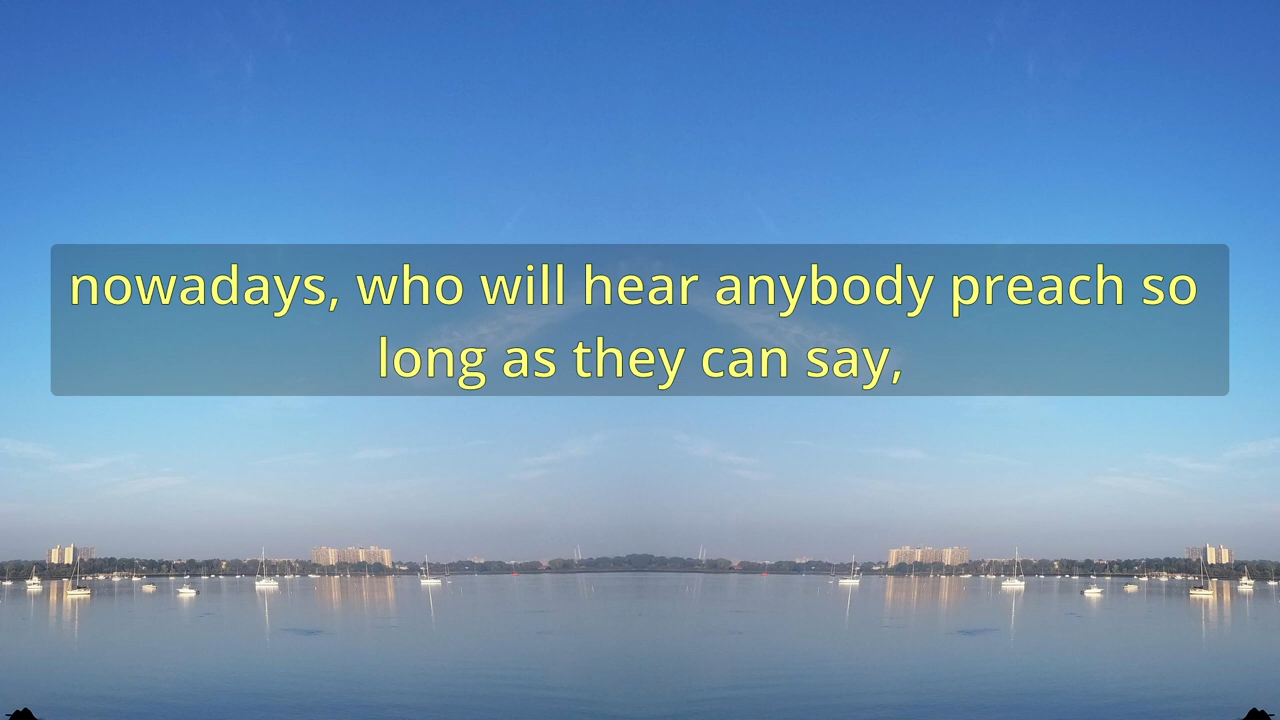 nowadays, who will hear anybody preach so
long as they can say,